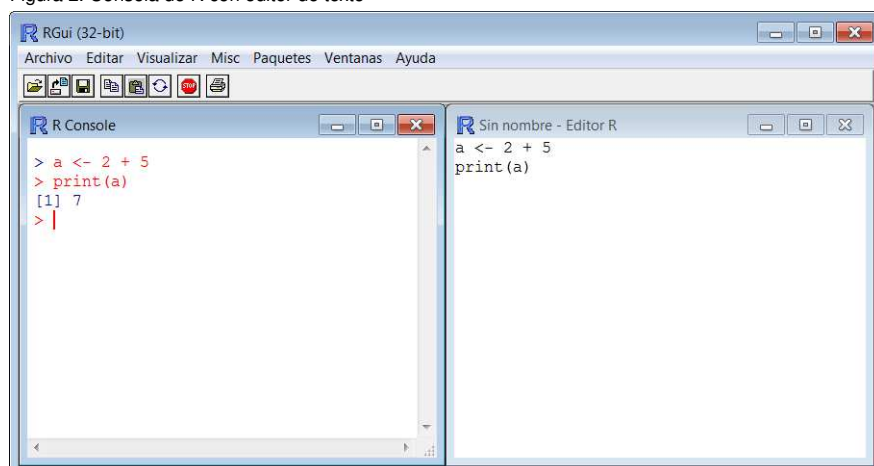 Figura 2. Consola de R con editor de texto
RGui (32-bit)
Archivo Editar Visualizar Misc Paquetes Ventanas Ayuda
STOP
R Console
> a <- 2 + 5
> print(a)
[1] 7
>
Sin nombre - Editor R
a <- 2 + 5
print(a)